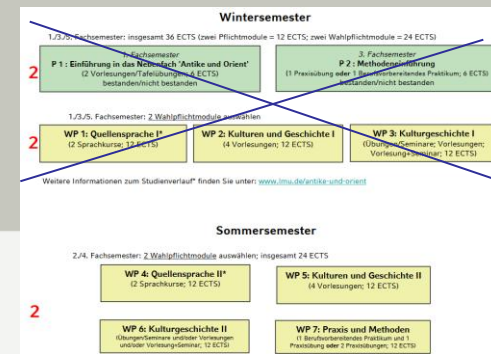 Wintersemester
1./3./5. Fachsemester: insgesamt 36 ECTS (zwei Pflichtmodule = 12 ECTS; zwei Wahlpflichtmodule = 24 ECTS)
1. Fachsemester
P 1 : Einführung in das Nebenfach 'Antike und Orient'
(2 Vorlesungen/Tafelübungen; 6 ECTS)
bestanden/nicht bestanden
3. Fachsemester
P 2 : Methodeneinführung
(1 Praxisübung oder 1 Berufsvorbereitendes Praktikum; 6 ECTS)
bestanden/nicht bestanden
2
1./3./5. Fachsemester: 2 Wahlpflichtmodule auswählen
2
WP 1: Quellensprache I*
(2 Sprachkurse; 12 ECTS)
WP 2: Kulturen und Geschichte I
(4 Vorlesungen; 12 ECTS)
WP 3: Kulturgeschichte I
(Übungen/Seminare; Vorlesungen;
Vorlesung+Seminar; 12 ECTS)
Weitere Informationen zum Studienverlauf* finden Sie unter: www.lmu.de/antike-und-orient
Sommersemester
2./4. Fachsemester: 2 Wahlpflichtmodule auswählen; insgesamt 24 ECTS
WP 4: Quellensprache II*
(2 Sprachkurse; 12 ECTS)
WP 5: Kulturen und Geschichte II
(4 Vorlesungen; 12 ECTS)
2
WP 6: Kulturgeschichte II
(Übungen/Seminare und/oder Vorlesungen
und/oder Vorlesung+Seminar; 12 ECTS)
WP 7: Praxis und Methoden
(1 Berufsvorbereitendes Praktikum und 1
Praxisübung oder 2 Praxisübungen; 12 ECTS)